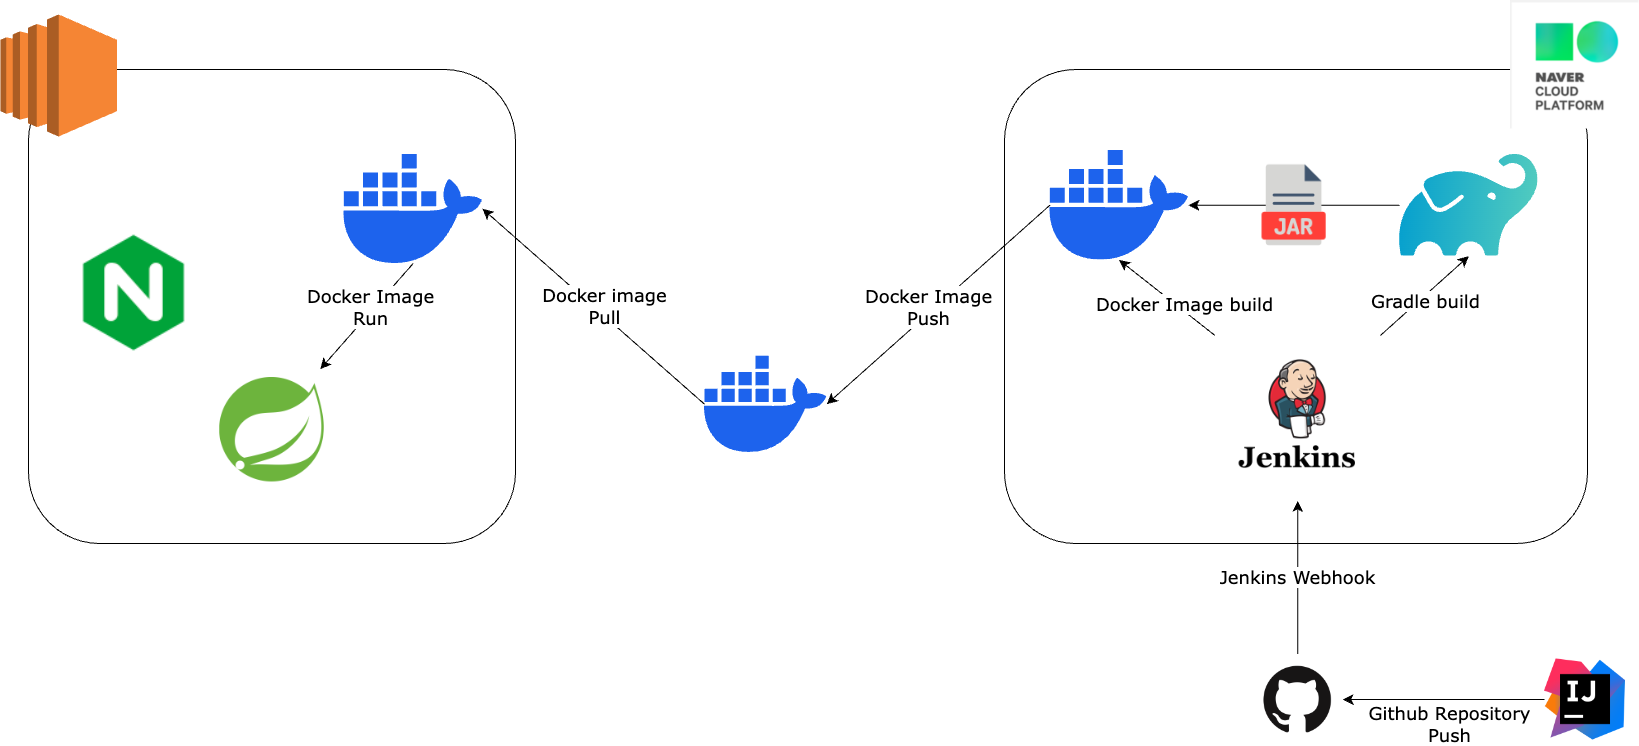 NAVER
CLOUD
PLATFORM
JAR
Docker Image
Run
Docker image
Pull
Docker Image
Push
Docker Image build
Gradle build
N
Jenkins
Jenkins Webhook
IJ
Github Repository
Push